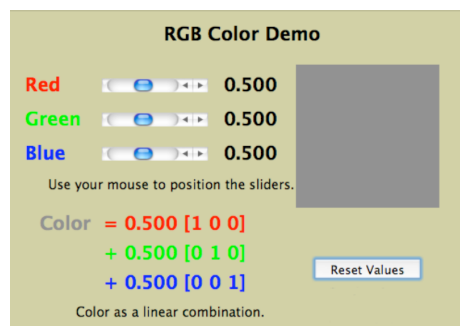 RGB Color Demo
Red 0.500
Green 0.500
Blue 0.500
Use your mouse to position the sliders.
Color = 0.500 [1 0 0]
+ 0.500 [0 1 0]
+ 0.500 [0 0 1]
Reset Values
Color as a linear combination.